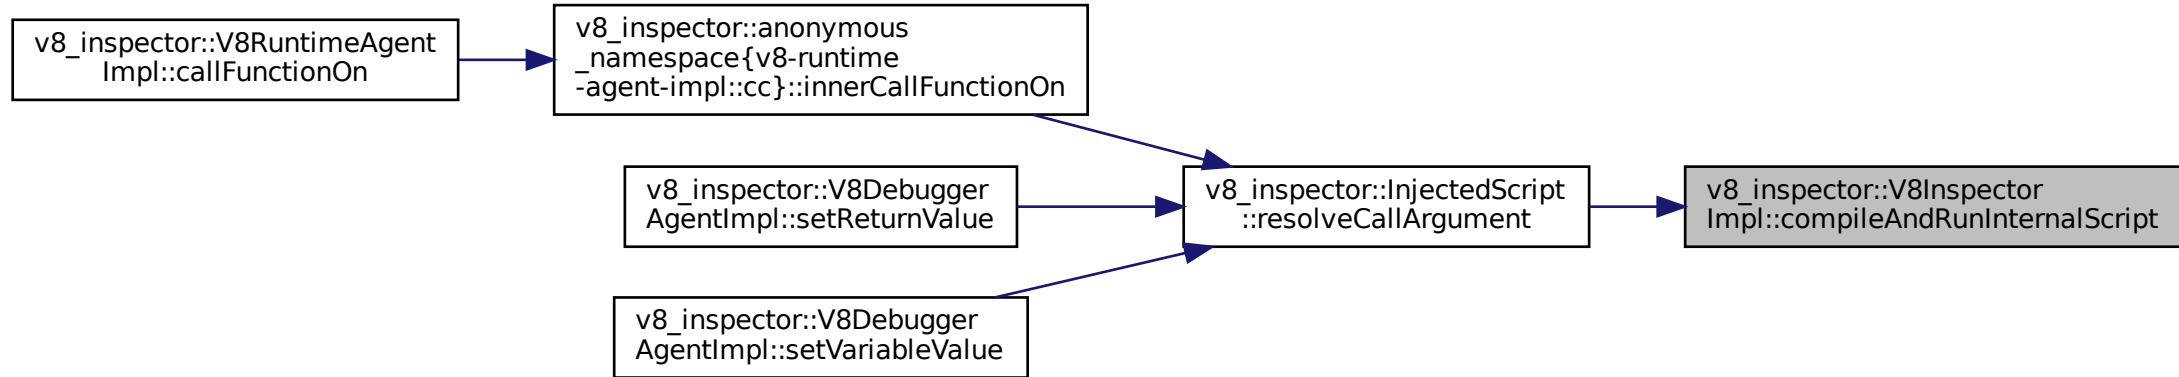 v8_inspector::V8RuntimeAgent
Impl::callFunctionOn
v8_inspector::anonymous
_namespace{v8-runtime
-agent-impl::cc}::innerCallFunctionOn
v8_inspector::V8Debugger
AgentImpl::setReturnValue
v8_inspector::V8Debugger
AgentImpl::setVariableValue
v8_inspector::InjectedScript
::resolveCallArgument
v8_inspector::V8Inspector
Impl::compileAndRunInternalScript